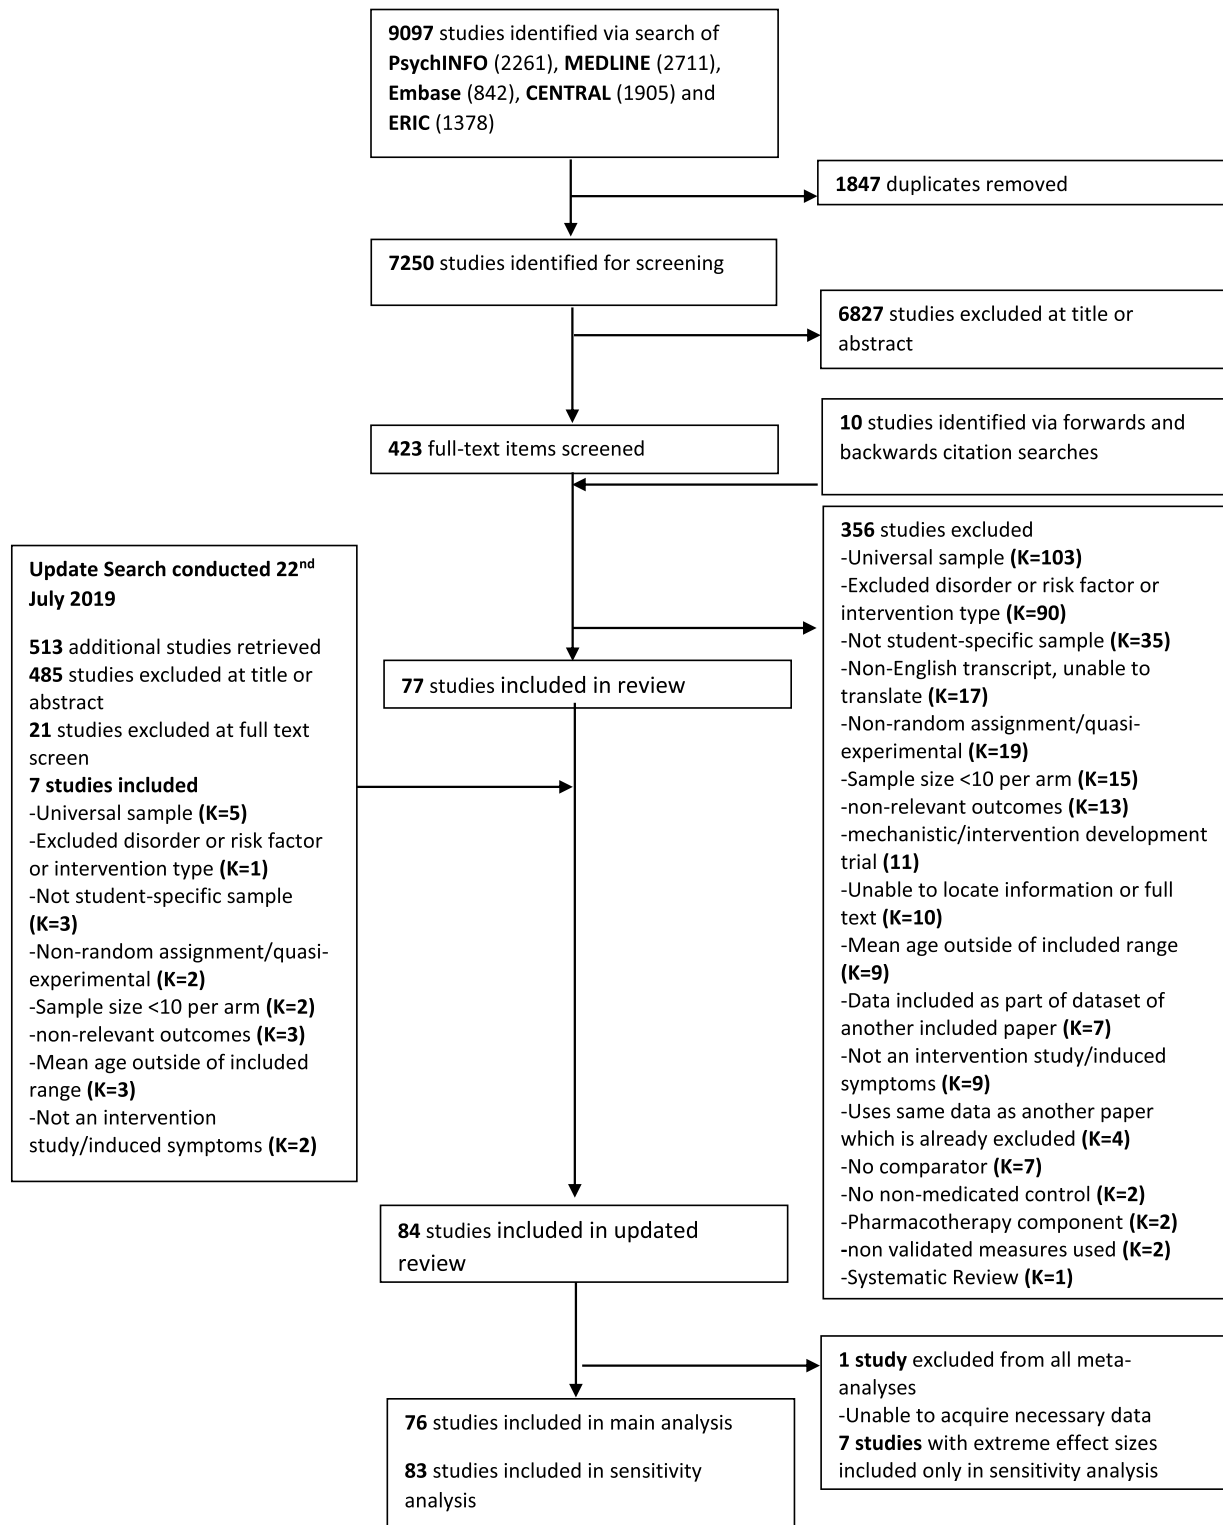 9097 studies identified via search of
PsychINFO (2261), MEDLINE (2711),
Embase (842), CENTRAL (1905) and
ERIC (1378)
1847 duplicates removed
7250 studies identified for screening
6827 studies excluded at title or
abstract
10 studies identified via forwards and
backwards citation searches
423 full-text items screened
356 studies excluded
-Universal sample (K=103)
-Excluded disorder or risk factor or
intervention type (K=90)
-Not student-specific sample (K=35)
-Non-English transcript, unable to
translate (K=17)
-Non-random assignment/quasi-
experimental (K=19)
-Sample size <10 per arm (K=15)
-non-relevant outcomes (K=13)
-mechanistic/intervention development
trial (11)
-Unable to locate information or full
text (K=10)
-Mean age outside of included range
(K=9)
-Data included as part of dataset of
another included paper (K=7)
-Not an intervention study/induced
symptoms (K=9)
-Uses same data as another paper
which is already excluded (K=4)
-No comparator (K=7)
-No non-medicated control (K=2)
-Pharmacotherapy component (K=2)
-non validated measures used (K=2)
-Systematic Review (K=1)
Update Search conducted 22nd
July 2019
513 additional studies retrieved
485 studies excluded at title or
abstract
21 studies excluded at full text
screen
7 studies included
-Universal sample (K=5)
-Excluded disorder or risk factor
or intervention type (K=1)
-Not student-specific sample
(K=3)
-Non-random assignment/quasi-
experimental (K=2)
-Sample size <10 per arm (K=2)
-non-relevant outcomes (K=3)
-Mean age outside of included
range (K=3)
-Not an intervention
study/induced symptoms (K=2)
77 studies included in review
84 studies included in updated
review
1 study excluded from all meta-
analyses
-Unable to acquire necessary data
7 studies with extreme effect sizes
included only in sensitivity analysis
76 studies included in main analysis
83 studies included in sensitivity
analysis